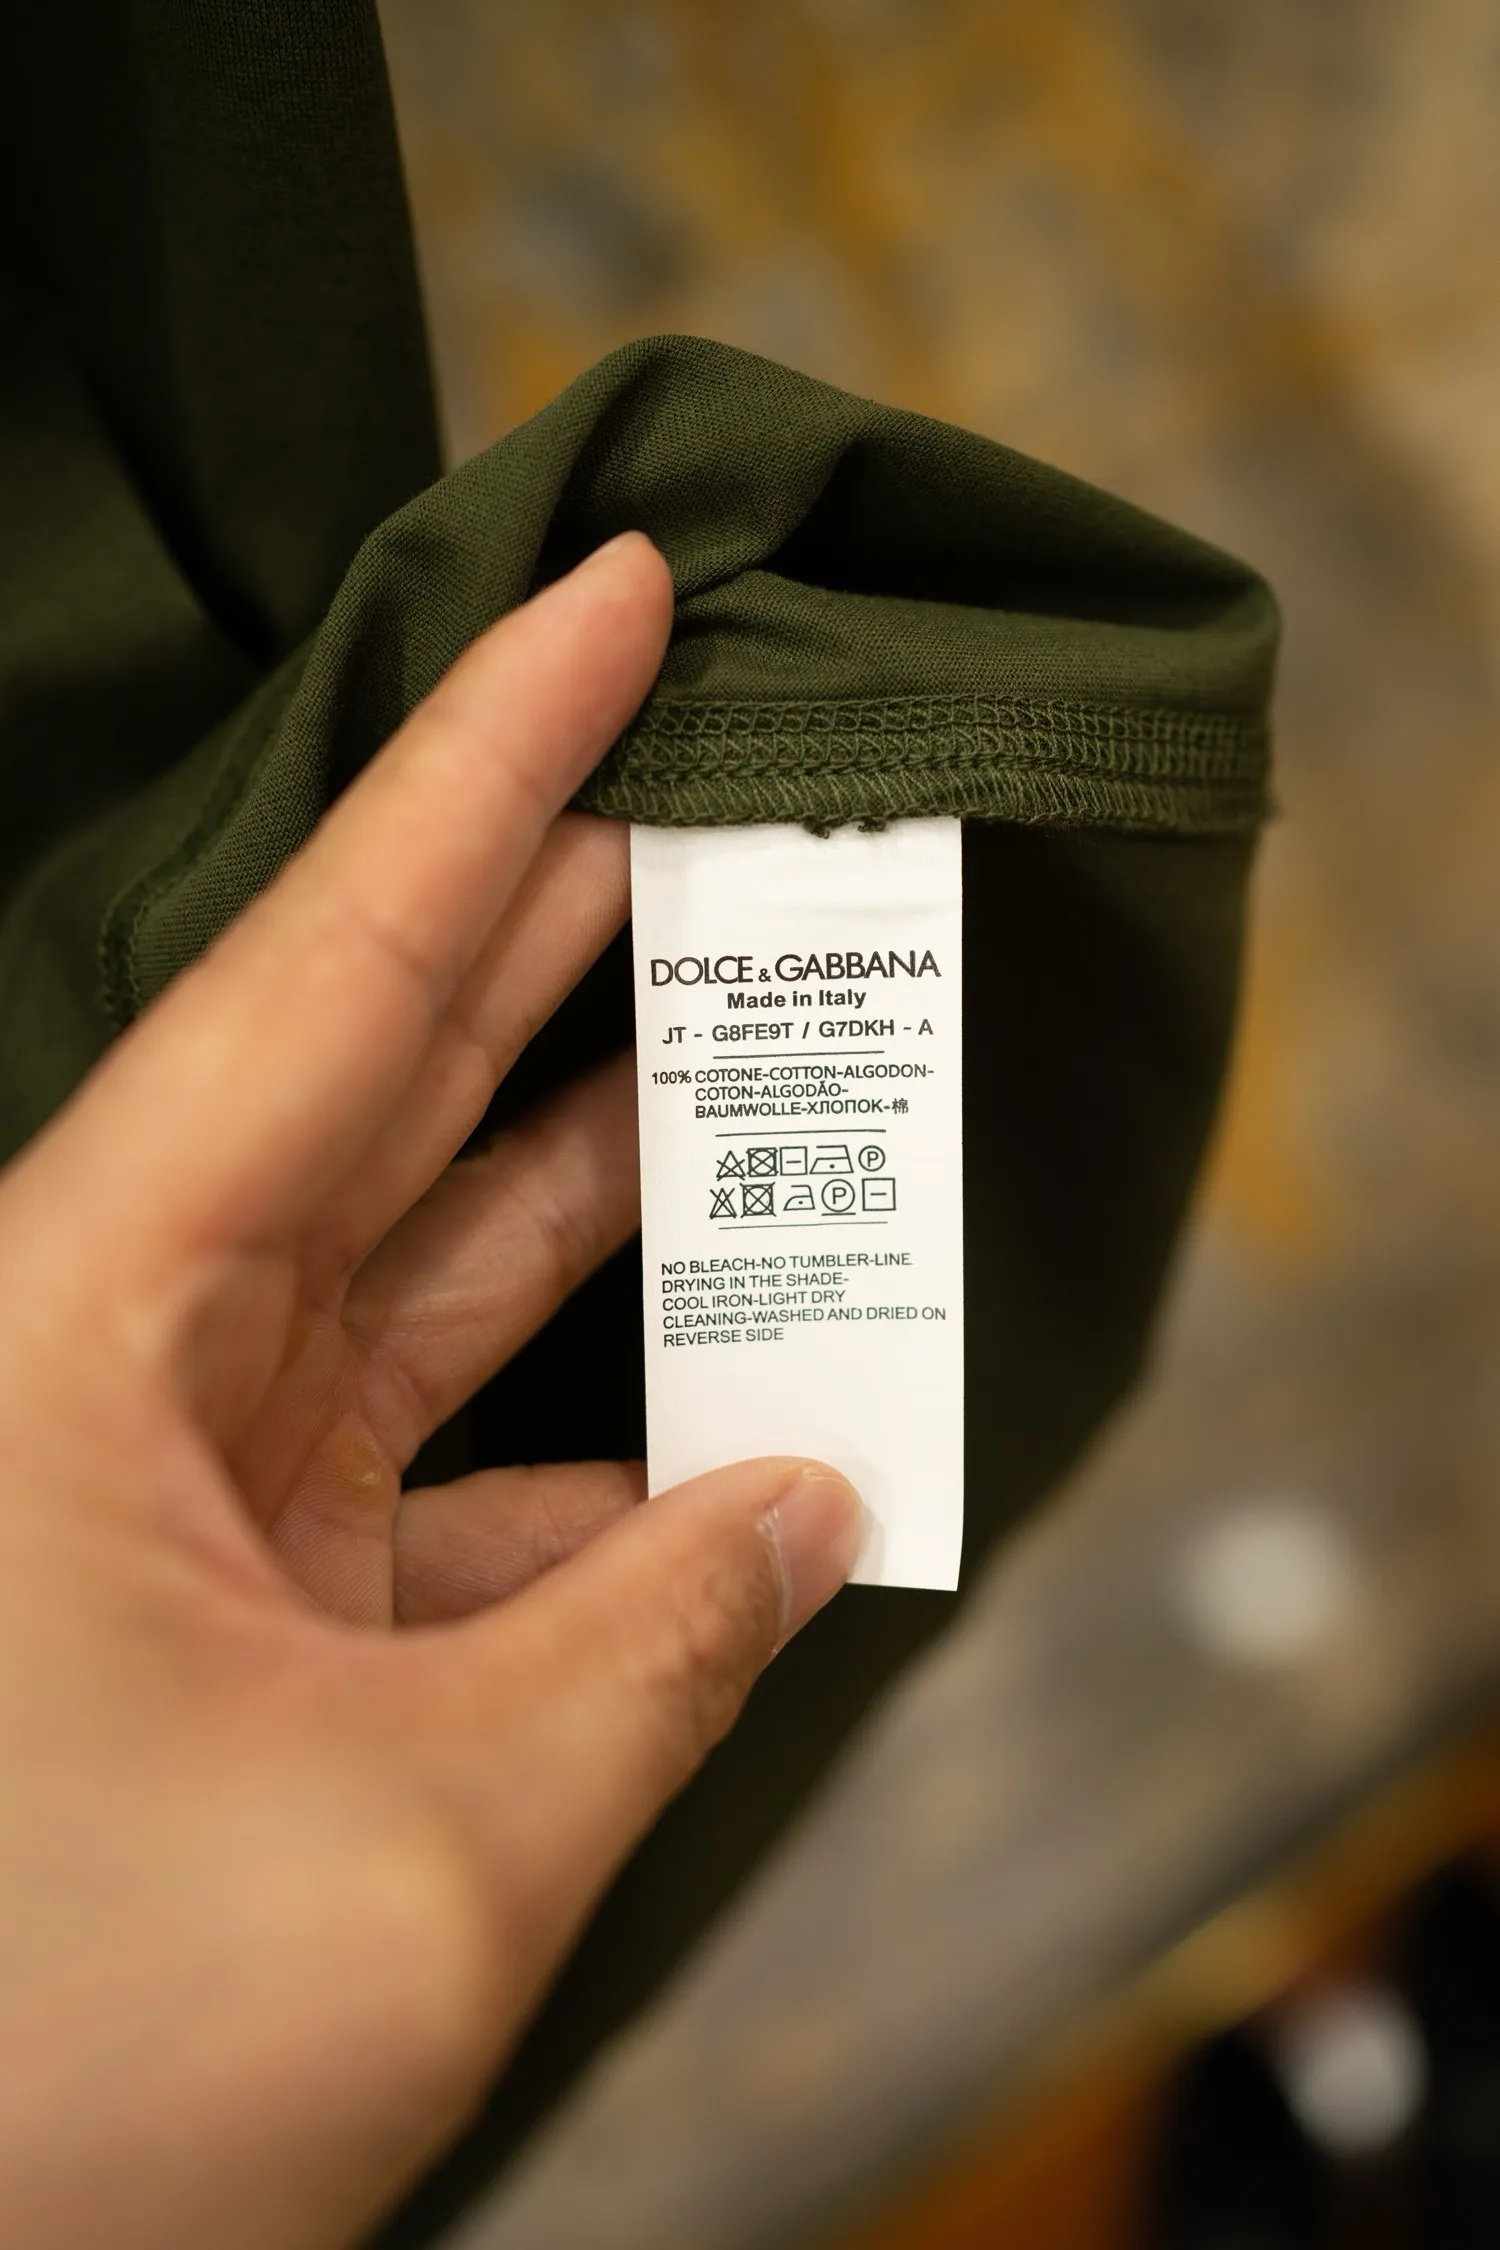 DOLCE & GABBANA
Made in Italy
JT - G8FE9T / G7DKH - A
100% COTONE-COTTON-ALGODON-
COTON-ALGODÃO-
BAUMWOLLE-ХЛОПОК-棉
P
P
NO BLEACH-NO TUMBLER-LINE
DRYING IN THE SHADE-
COOL IRON-LIGHT DRY
CLEANING-WASHED AND DRIED ON
REVERSE SIDE